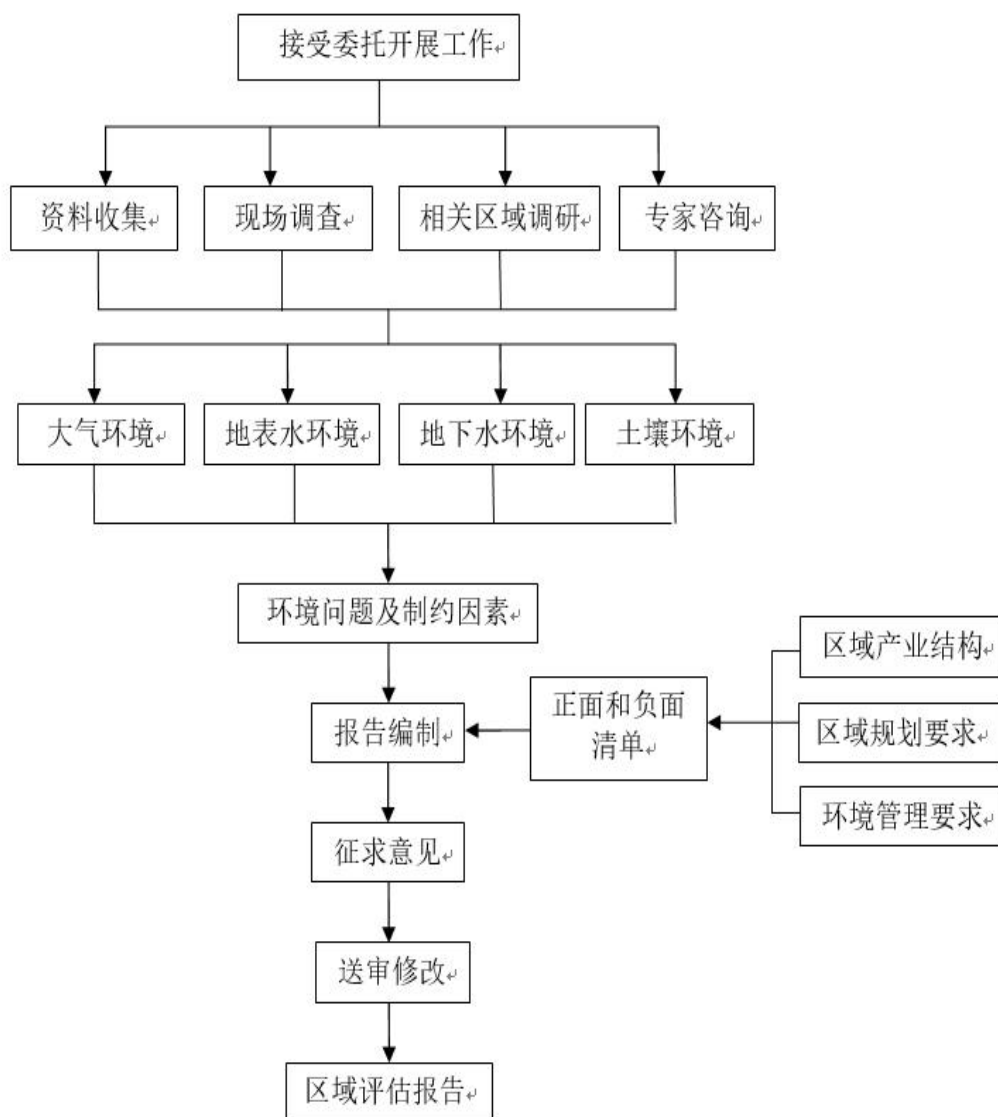 接受委托开展工作
资料收集
现场调查
相关区域调研
专家咨询
大气环境
地表水环境
地下水环境
土壤环境
环境问题及制约因素
区域产业结构
正面和负面
清单
报告编制
区域规划要求
环境管理要求
征求意见
送审修改
区域评估报告